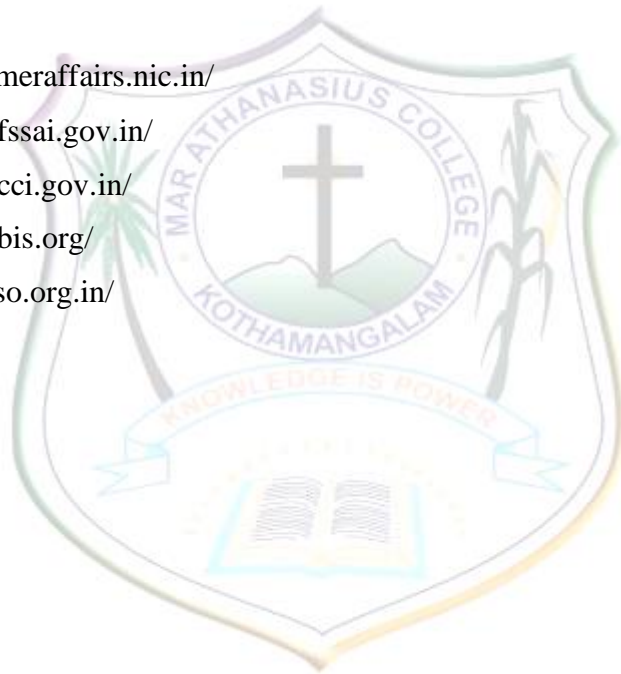 meraffairs.nic.in/
fssai.gov.in/
cci.gov.in/
bis.org/
so.org.in/
MAR ATHANASIUS COLLEGE
KOTHAMANGALAM
KNOWLEDGE IS POWER